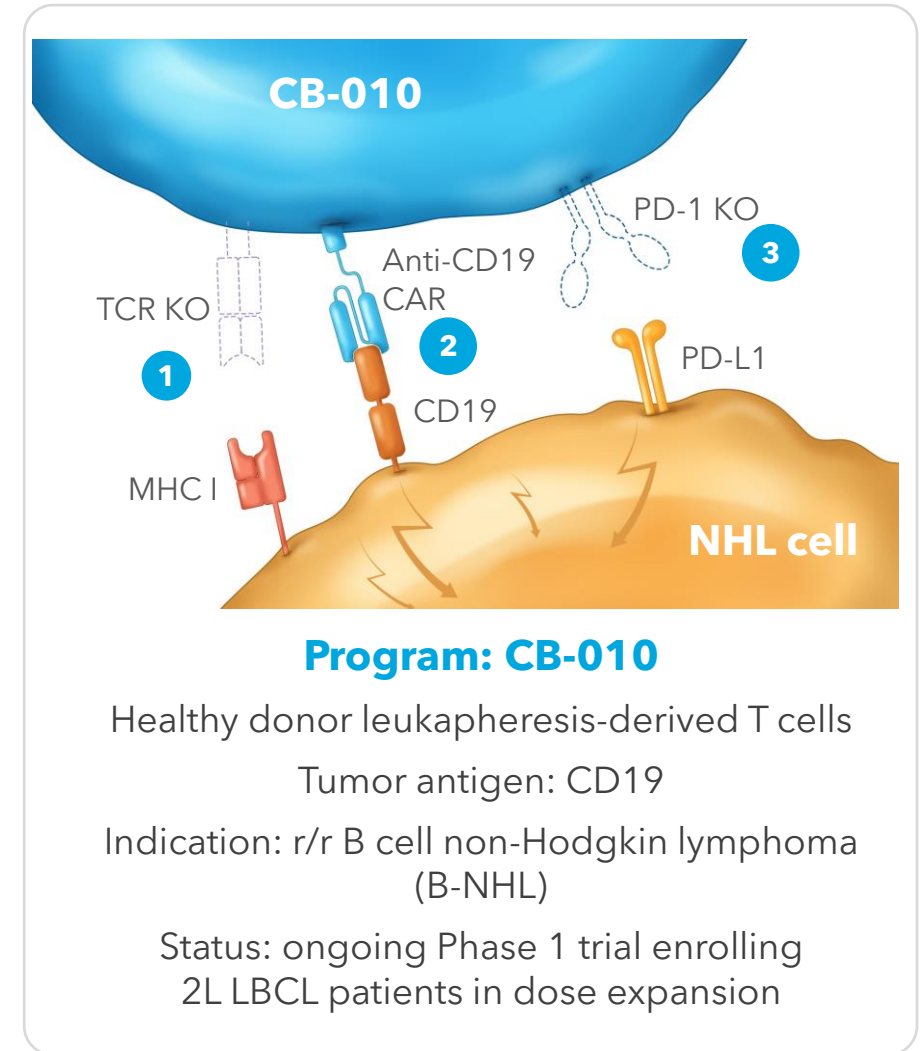 CB-010
PD-1 KO
3
Anti-CD19
CAR
TCR KO
2
1
PD-L1
CD19
MHC I
NHL cell
Program: CB-010
Healthy donor leukapheresis-derived T cells
Tumor antigen: CD19
Indication: r/r B cell non-Hodgkin lymphoma
(B-NHL)
Status: ongoing Phase 1 trial enrolling
2L LBCL patients in dose expansion